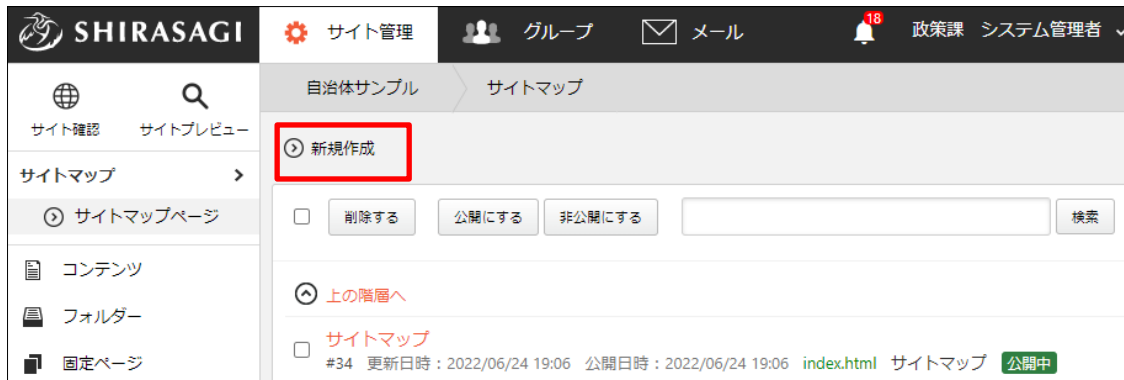 SHIRASAGI サイト管理 グループ メール 18 政策課 システム管理者
サイト確認 サイトプレビュー
自治体サンプル サイトマップ
新規作成
サイトマップ
サイトマップページ
削除する 公開にする 非公開にする 検索
コンテンツ
フォルダー
固定ページ
上の階層へ
サイトマップ
#34 更新日時：2022/06/24 19:06 公開日時：2022/06/24 19:06 index.html サイトマップ 公開中